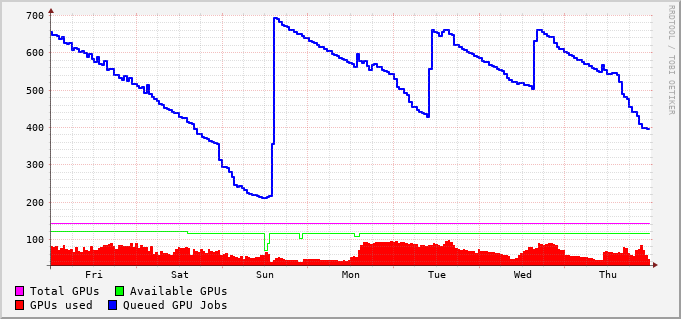 700
600
500
400
300
200
100
Fri Sat Sun Mon Tue Wed Thu
Total GPUs Available GPUs
GPUs used Queued GPU Jobs
RRDTOOL / TOBI OETIKER